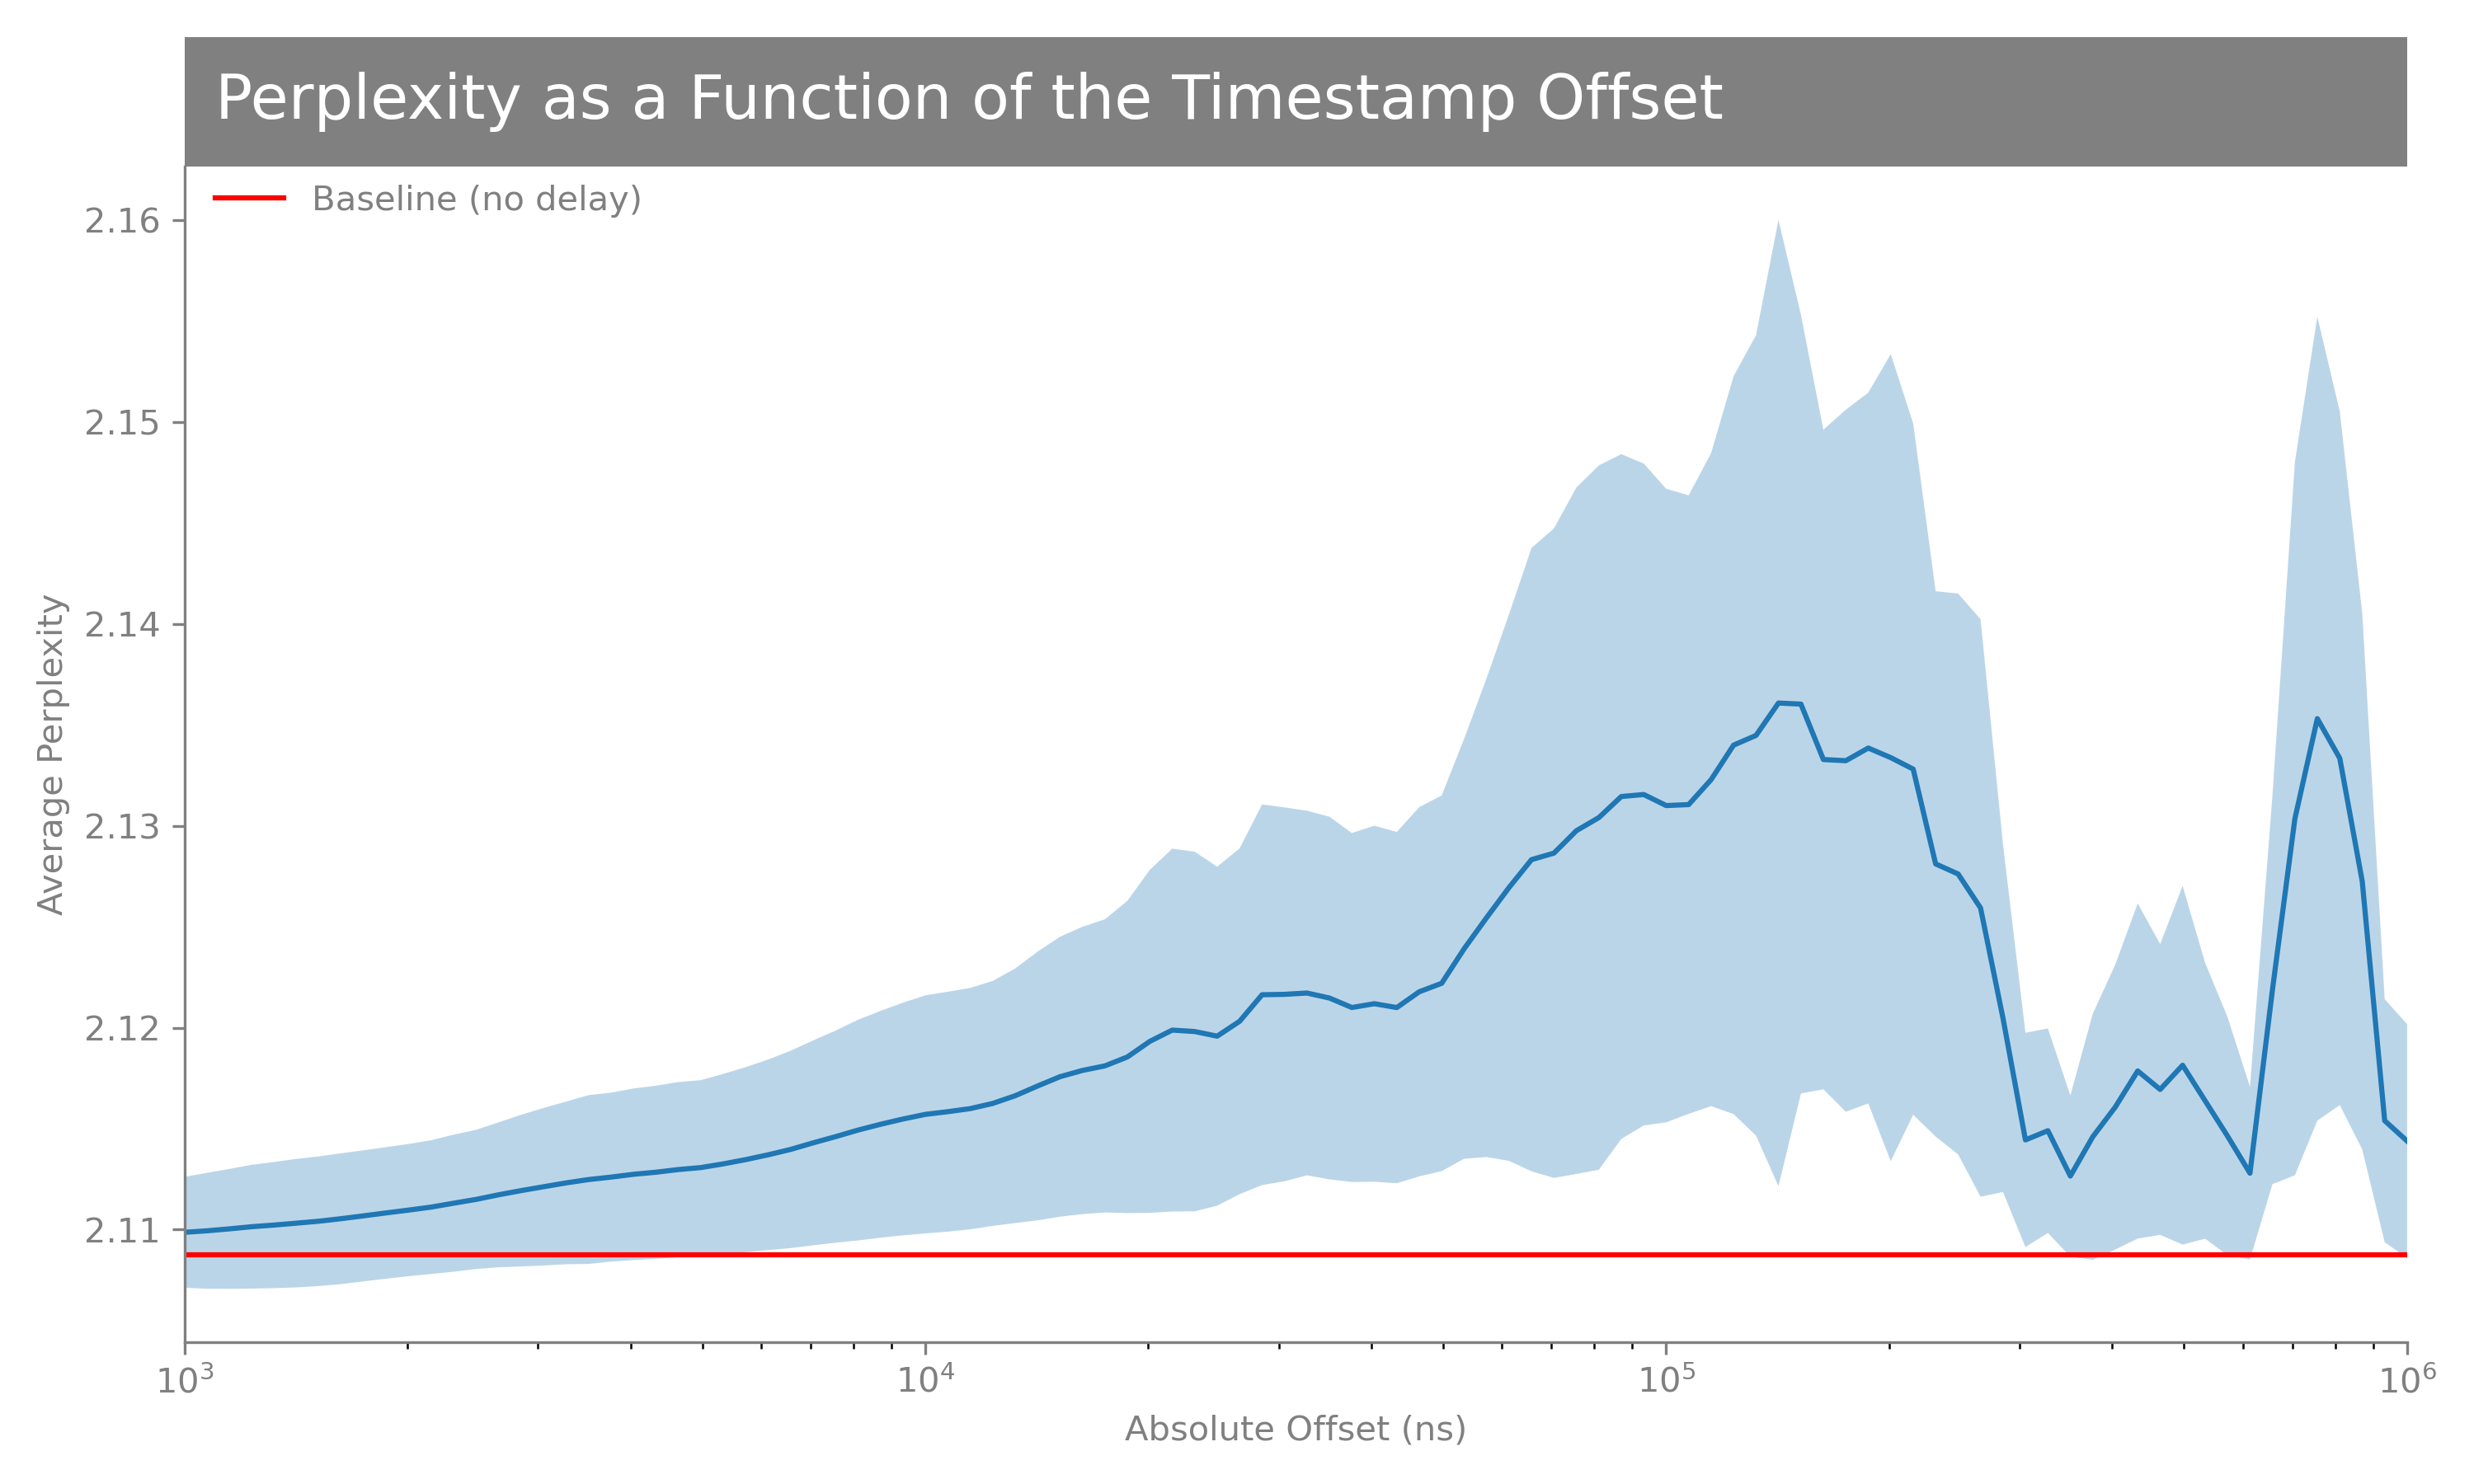 Perplexity as a Function of the Timestamp Offset
Baseline (no delay)
2.16
2.15
2.14
2.13
2.12
2.11
Average Perplexity
10³
10⁴
10⁵
10⁶
Absolute Offset (ns)